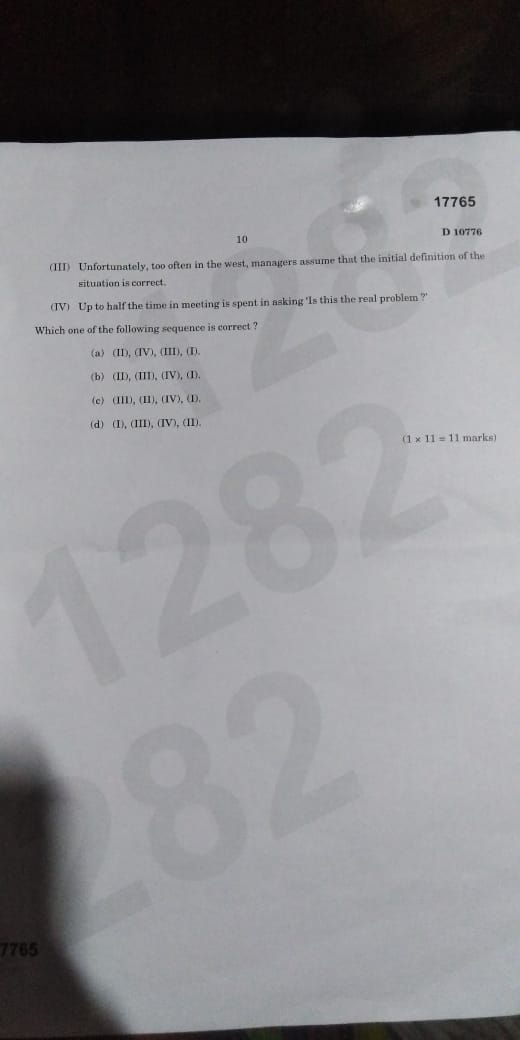 17765
10
D 10776
(III) Unfortunately, too often in the west, managers assume that the initial definition of the
situation is correct.
(IV) Up to half the time in meeting is spent in asking 'Is this the real problem ?'
Which one of the following sequence is correct ?
(a) (II), (IV), (III), (I).
(b) (II), (III), (IV), (I).
(c) (III), (II), (IV), (I).
(d) (I), (III), (IV), (II).
(1 × 11 = 11 marks)
1282
1282
282
7765